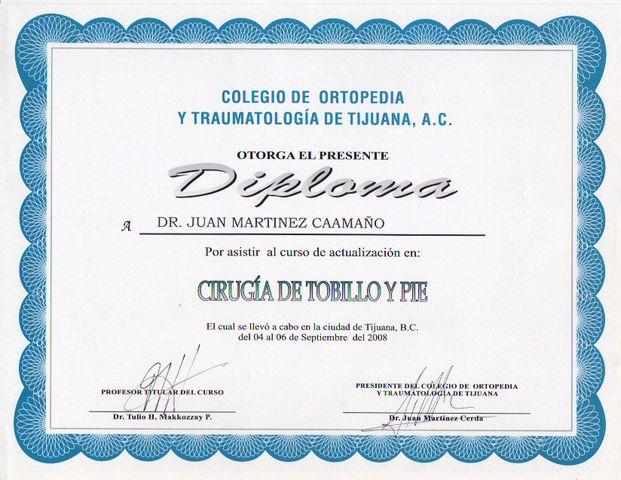 COLEGIO DE ORTOPEDIA
Y TRAUMATOLOGÍA DE TIJUANA, A.C.
OTORGA EL PRESENTE
Diploma
A DR. JUAN MARTINEZ CAAMAÑO
Por asistir al curso de actualización en:
CIRUGÍA DE TOBILLO Y PIE
El cual se llevó a cabo en la ciudad de Tijuana, B.C.
del 04 al 06 de Septiembre del 2008
PROFESOR TITULAR DEL CURSO
Dr. Tulio H. Makkozzay P.
PRESIDENTE DEL COLEGIO DE ORTOPEDIA
Y TRAUMATOLOGIA DE TIJUANA
Dr. Juan Martínez Cerda